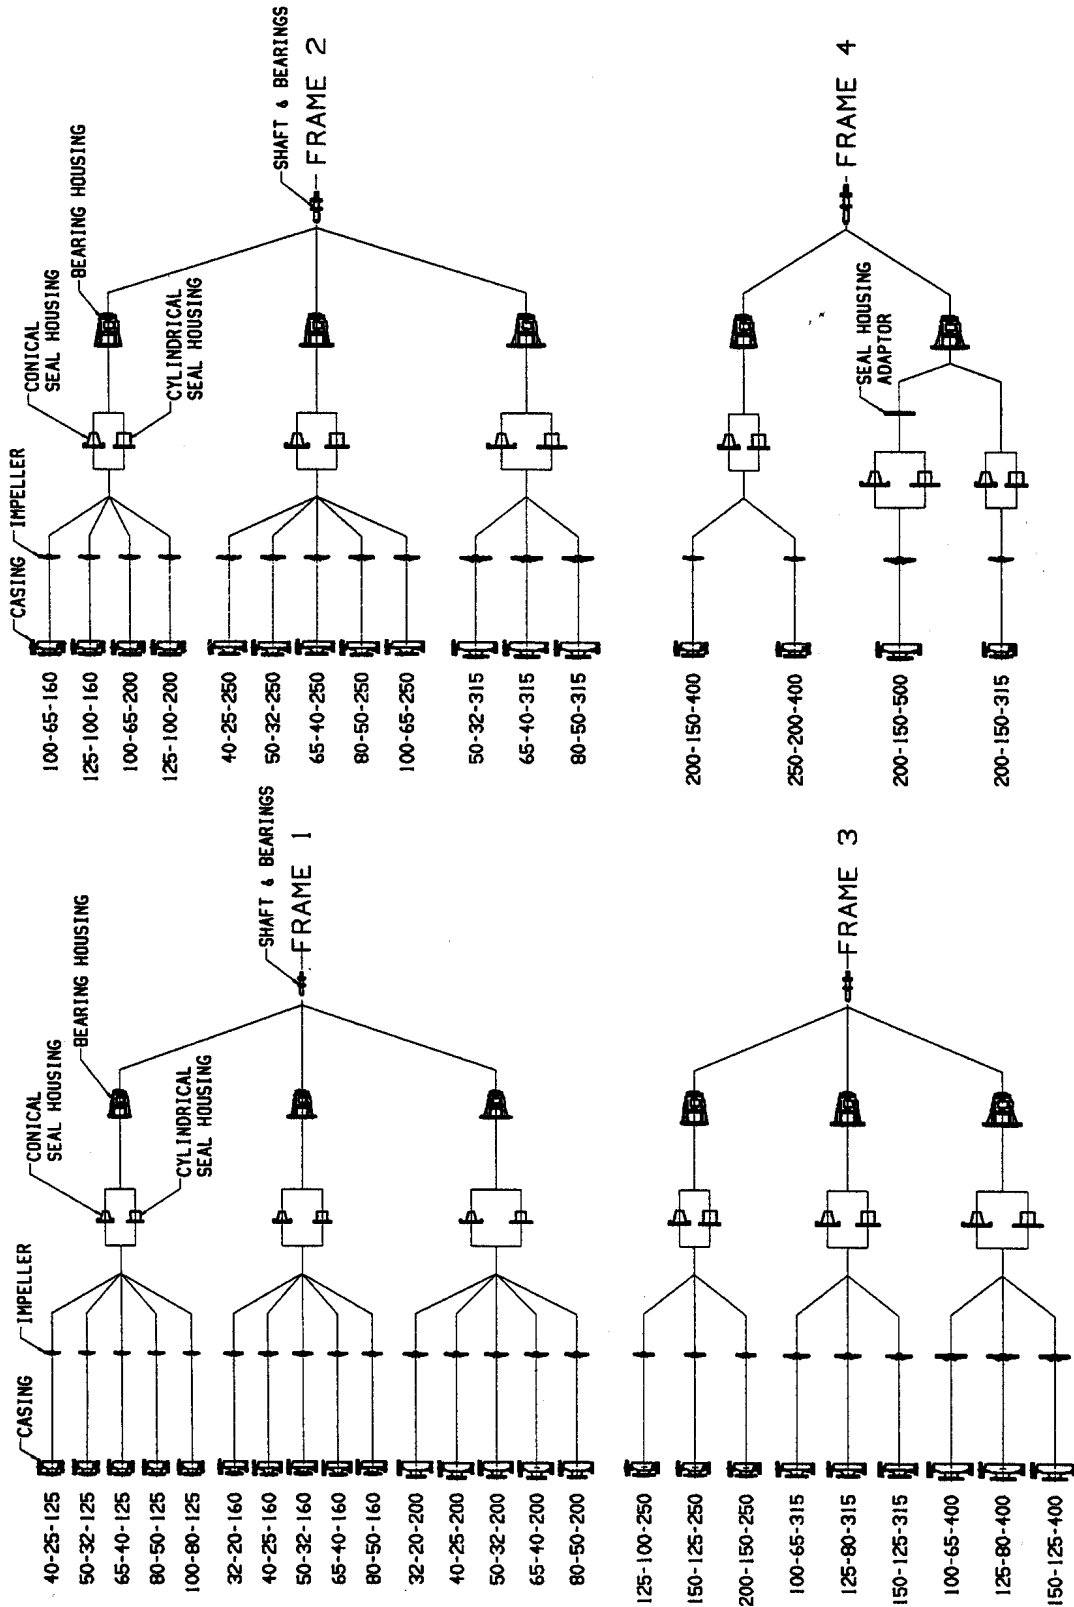 CASING
IMPELLER
CONICAL
SEAL HOUSING
BEARING HOUSING
CYLINDRICAL
SEAL HOUSING
SHAFT & BEARINGS
FRAME 1
40-25-125
50-32-125
65-40-125
80-50-125
100-80-125
32-20-160
40-25-160
50-32-160
65-40-160
80-50-160
32-20-200
40-25-200
50-32-200
65-40-200
80-50-200
CASING
IMPELLER
CONICAL
SEAL HOUSING
BEARING HOUSING
CYLINDRICAL
SEAL HOUSING
SHAFT & BEARINGS
FRAME 2
100-65-160
125-100-160
100-65-200
125-100-200
40-25-250
50-32-250
65-40-250
80-50-250
100-65-250
50-32-315
65-40-315
80-50-315
FRAME 3
125-100-250
150-125-250
200-150-250
100-65-315
125-80-315
150-125-315
100-65-400
125-80-400
150-125-400
FRAME 4
SEAL HOUSING
ADAPTOR
200-150-400
250-200-400
200-150-500
200-150-315